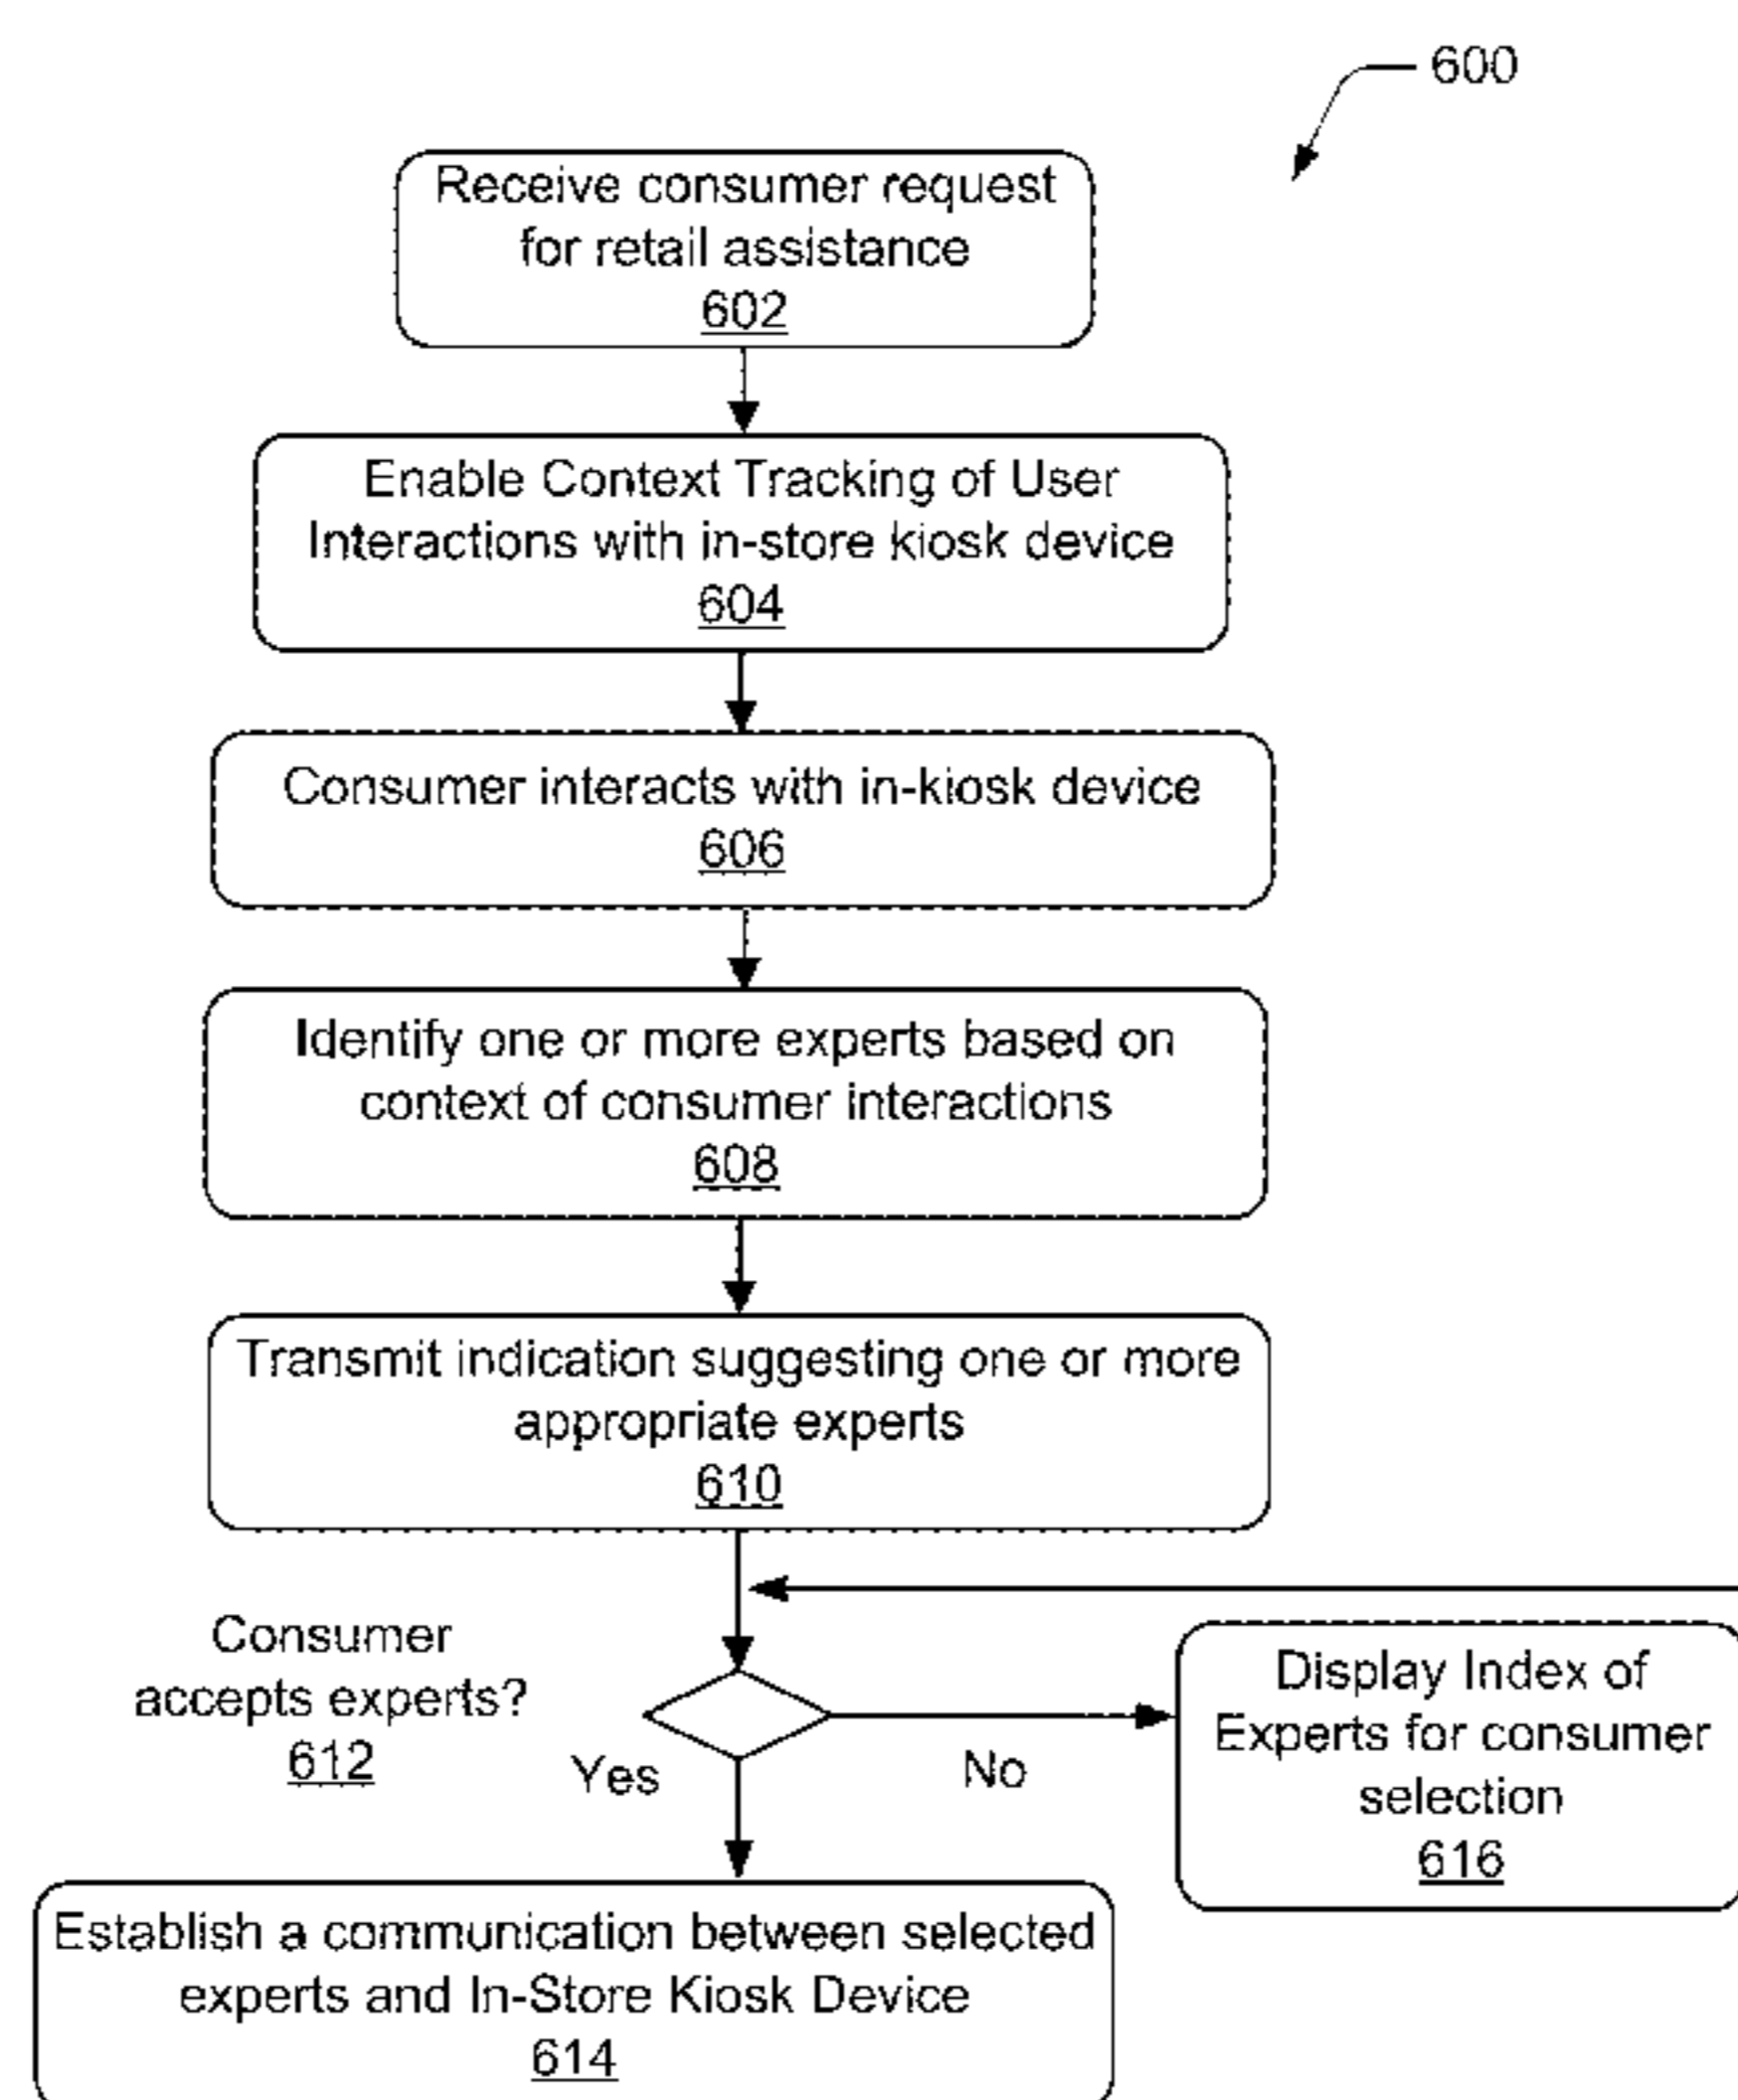 600
Receive consumer request
for retail assistance
602
Enable Context Tracking of User
Interactions with in-store kiosk device
604
Consumer interacts with in-kiosk device
606
Identify one or more experts based on
context of consumer interactions
608
Transmit indication suggesting one or more
appropriate experts
610
Consumer
accepts experts?
612
Yes
No
Display Index of
Experts for consumer
selection
616
Establish a communication between selected
experts and In-Store Kiosk Device
614